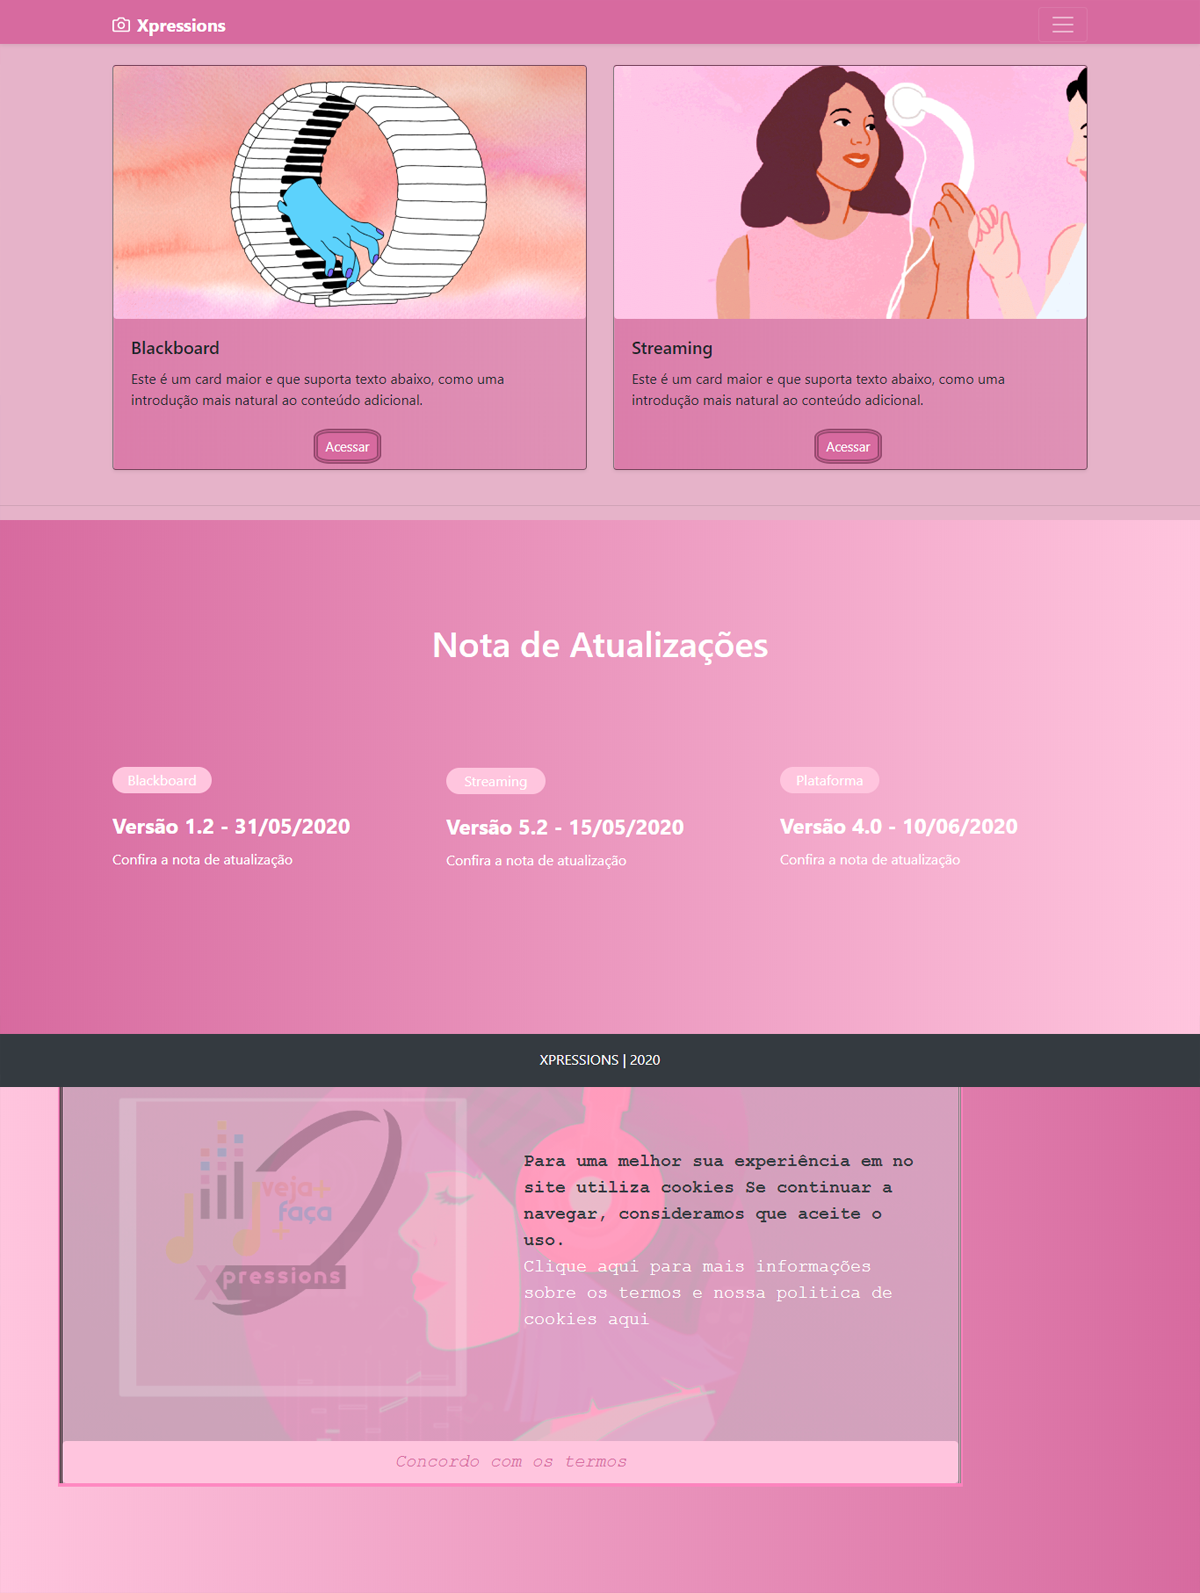 Xpressions
Blackboard
Este é um card maior e que suporta texto abaixo, como uma
introdução mais natural ao conteúdo adicional.
Acessar
Streaming
Este é um card maior e que suporta texto abaixo, como uma
introdução mais natural ao conteúdo adicional.
Acessar
Nota de Atualizações
Blackboard
Versão 1.2 - 31/05/2020
Confira a nota de atualização
Streaming
Versão 5.2 - 15/05/2020
Confira a nota de atualização
Plataforma
Versão 4.0 - 10/06/2020
Confira a nota de atualização
XPRESSIONS | 2020
veja+
faça
+
Xpressions
Para uma melhor sua experiência em no
site utiliza cookies Se continuar a
navegar, consideramos que aceite o
uso.
Clique aqui para mais informações
sobre os termos e nossa politica de
cookies aqui
Concordo com os termos